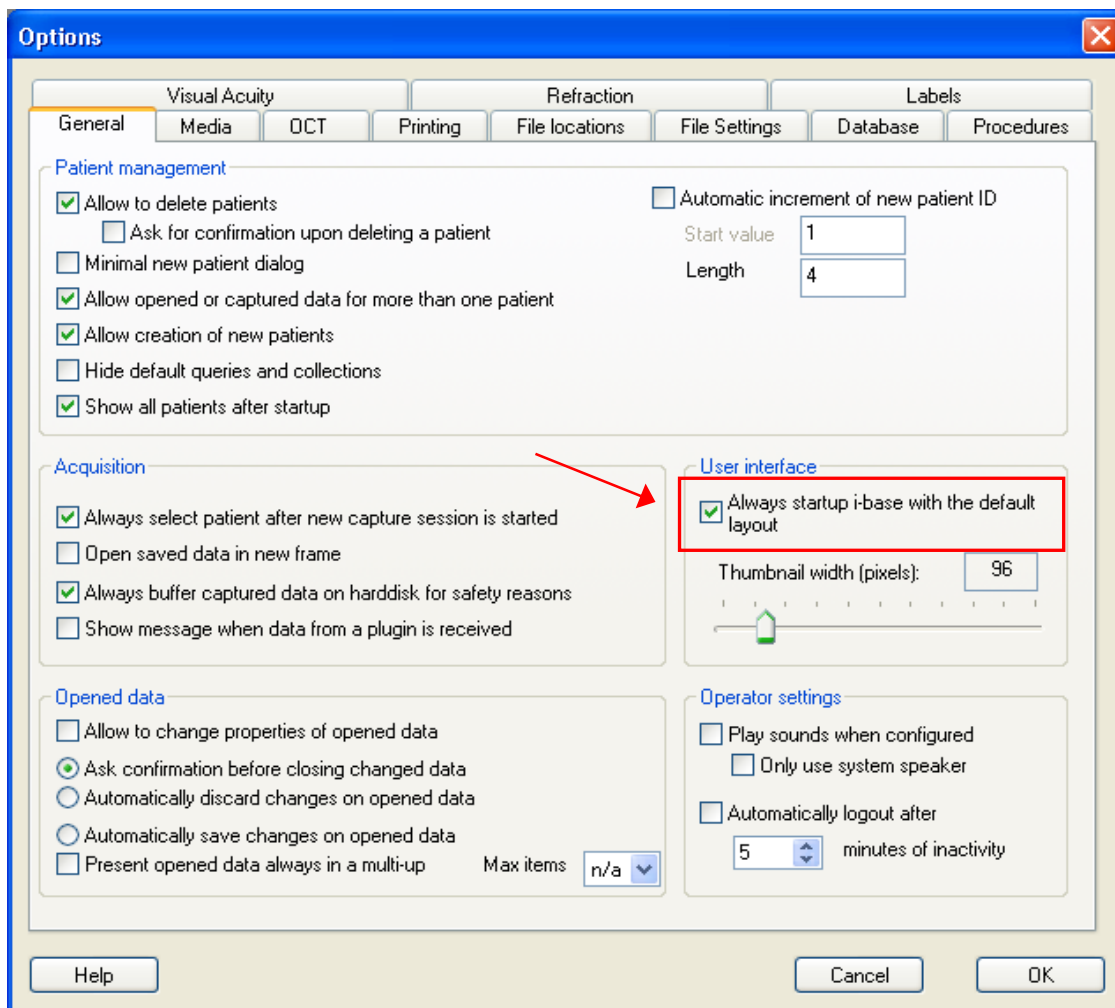 Options
Visual Acuity
Refraction
Labels
General
Media
OCT
Printing
File locations
File Settings
Database
Procedures
Patient management
Allow to delete patients
Ask for confirmation upon deleting a patient
Minimal new patient dialog
Allow opened or captured data for more than one patient
Allow creation of new patients
Hide default queries and collections
Show all patients after startup
Automatic increment of new patient ID
Start value 1
Length 4
Acquisition
Always select patient after new capture session is started
Open saved data in new frame
Always buffer captured data on harddisk for safety reasons
Show message when data from a plugin is received
User interface
Always startup i-base with the default
layout
Thumbnail width (pixels): 96
Opened data
Allow to change properties of opened data
Ask confirmation before closing changed data
Automatically discard changes on opened data
Automatically save changes on opened data
Present opened data always in a multi-up Max items n/a
Operator settings
Play sounds when configured
Only use system speaker
Automatically logout after
5 minutes of inactivity
Help
Cancel
OK